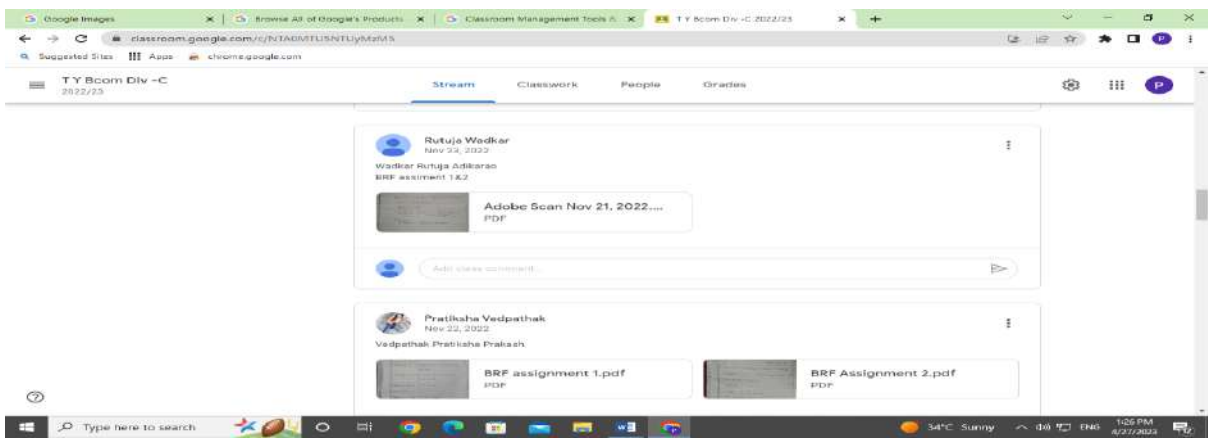 Google Images
Browse All of Google's Products
Classroom Management Tools &
T Y Bcom Div -C 2022/23
Suggested Sites
Apps
chrome.google.com
T Y Bcom Div -C
2022/23
Stream
Classwork
People
Grades
P
Rutuja Wadkar
Nov 23, 2022
Wadkar Rutuja Adikarao
BRF assiment 1&2
Adobe Scan Nov 21, 2022....
PDF
Add class comment...
Pratiksha Vedpathak
Nov 22, 2022
Vedpathak Pratiksha Prakash
BRF assignment 1.pdf
PDF
BRF Assignment 2.pdf
PDF
Type here to search
34°C Sunny
ENG
1:26 PM
4/27/2023